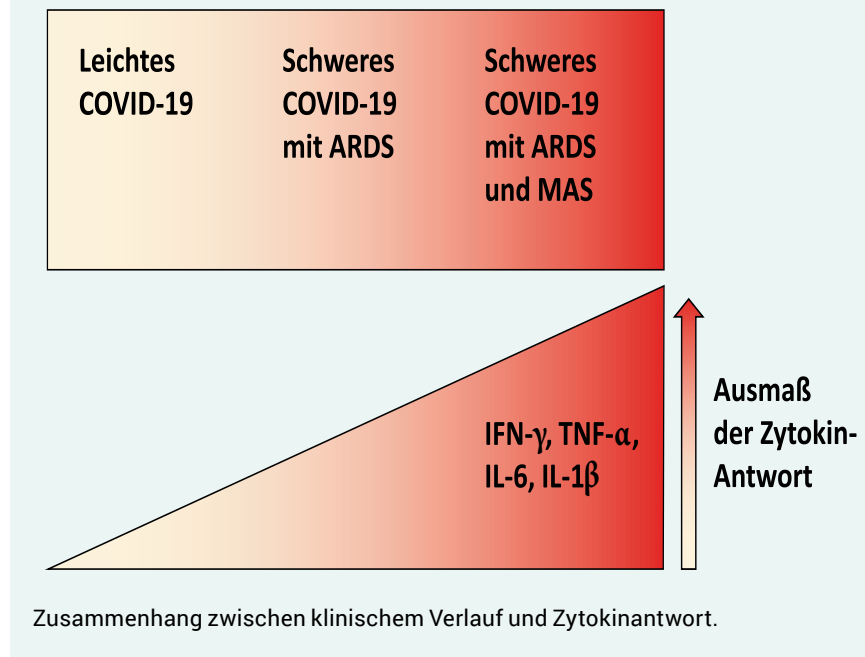 Leichtes
COVID-19
Schweres
COVID-19
mit ARDS
Schweres
COVID-19
mit ARDS
und MAS
IFN-γ, TNF-α,
IL-6, IL-1β
Ausmaß
der Zytokin-
Antwort
Zusammenhang zwischen klinischem Verlauf und Zytokinantwort.